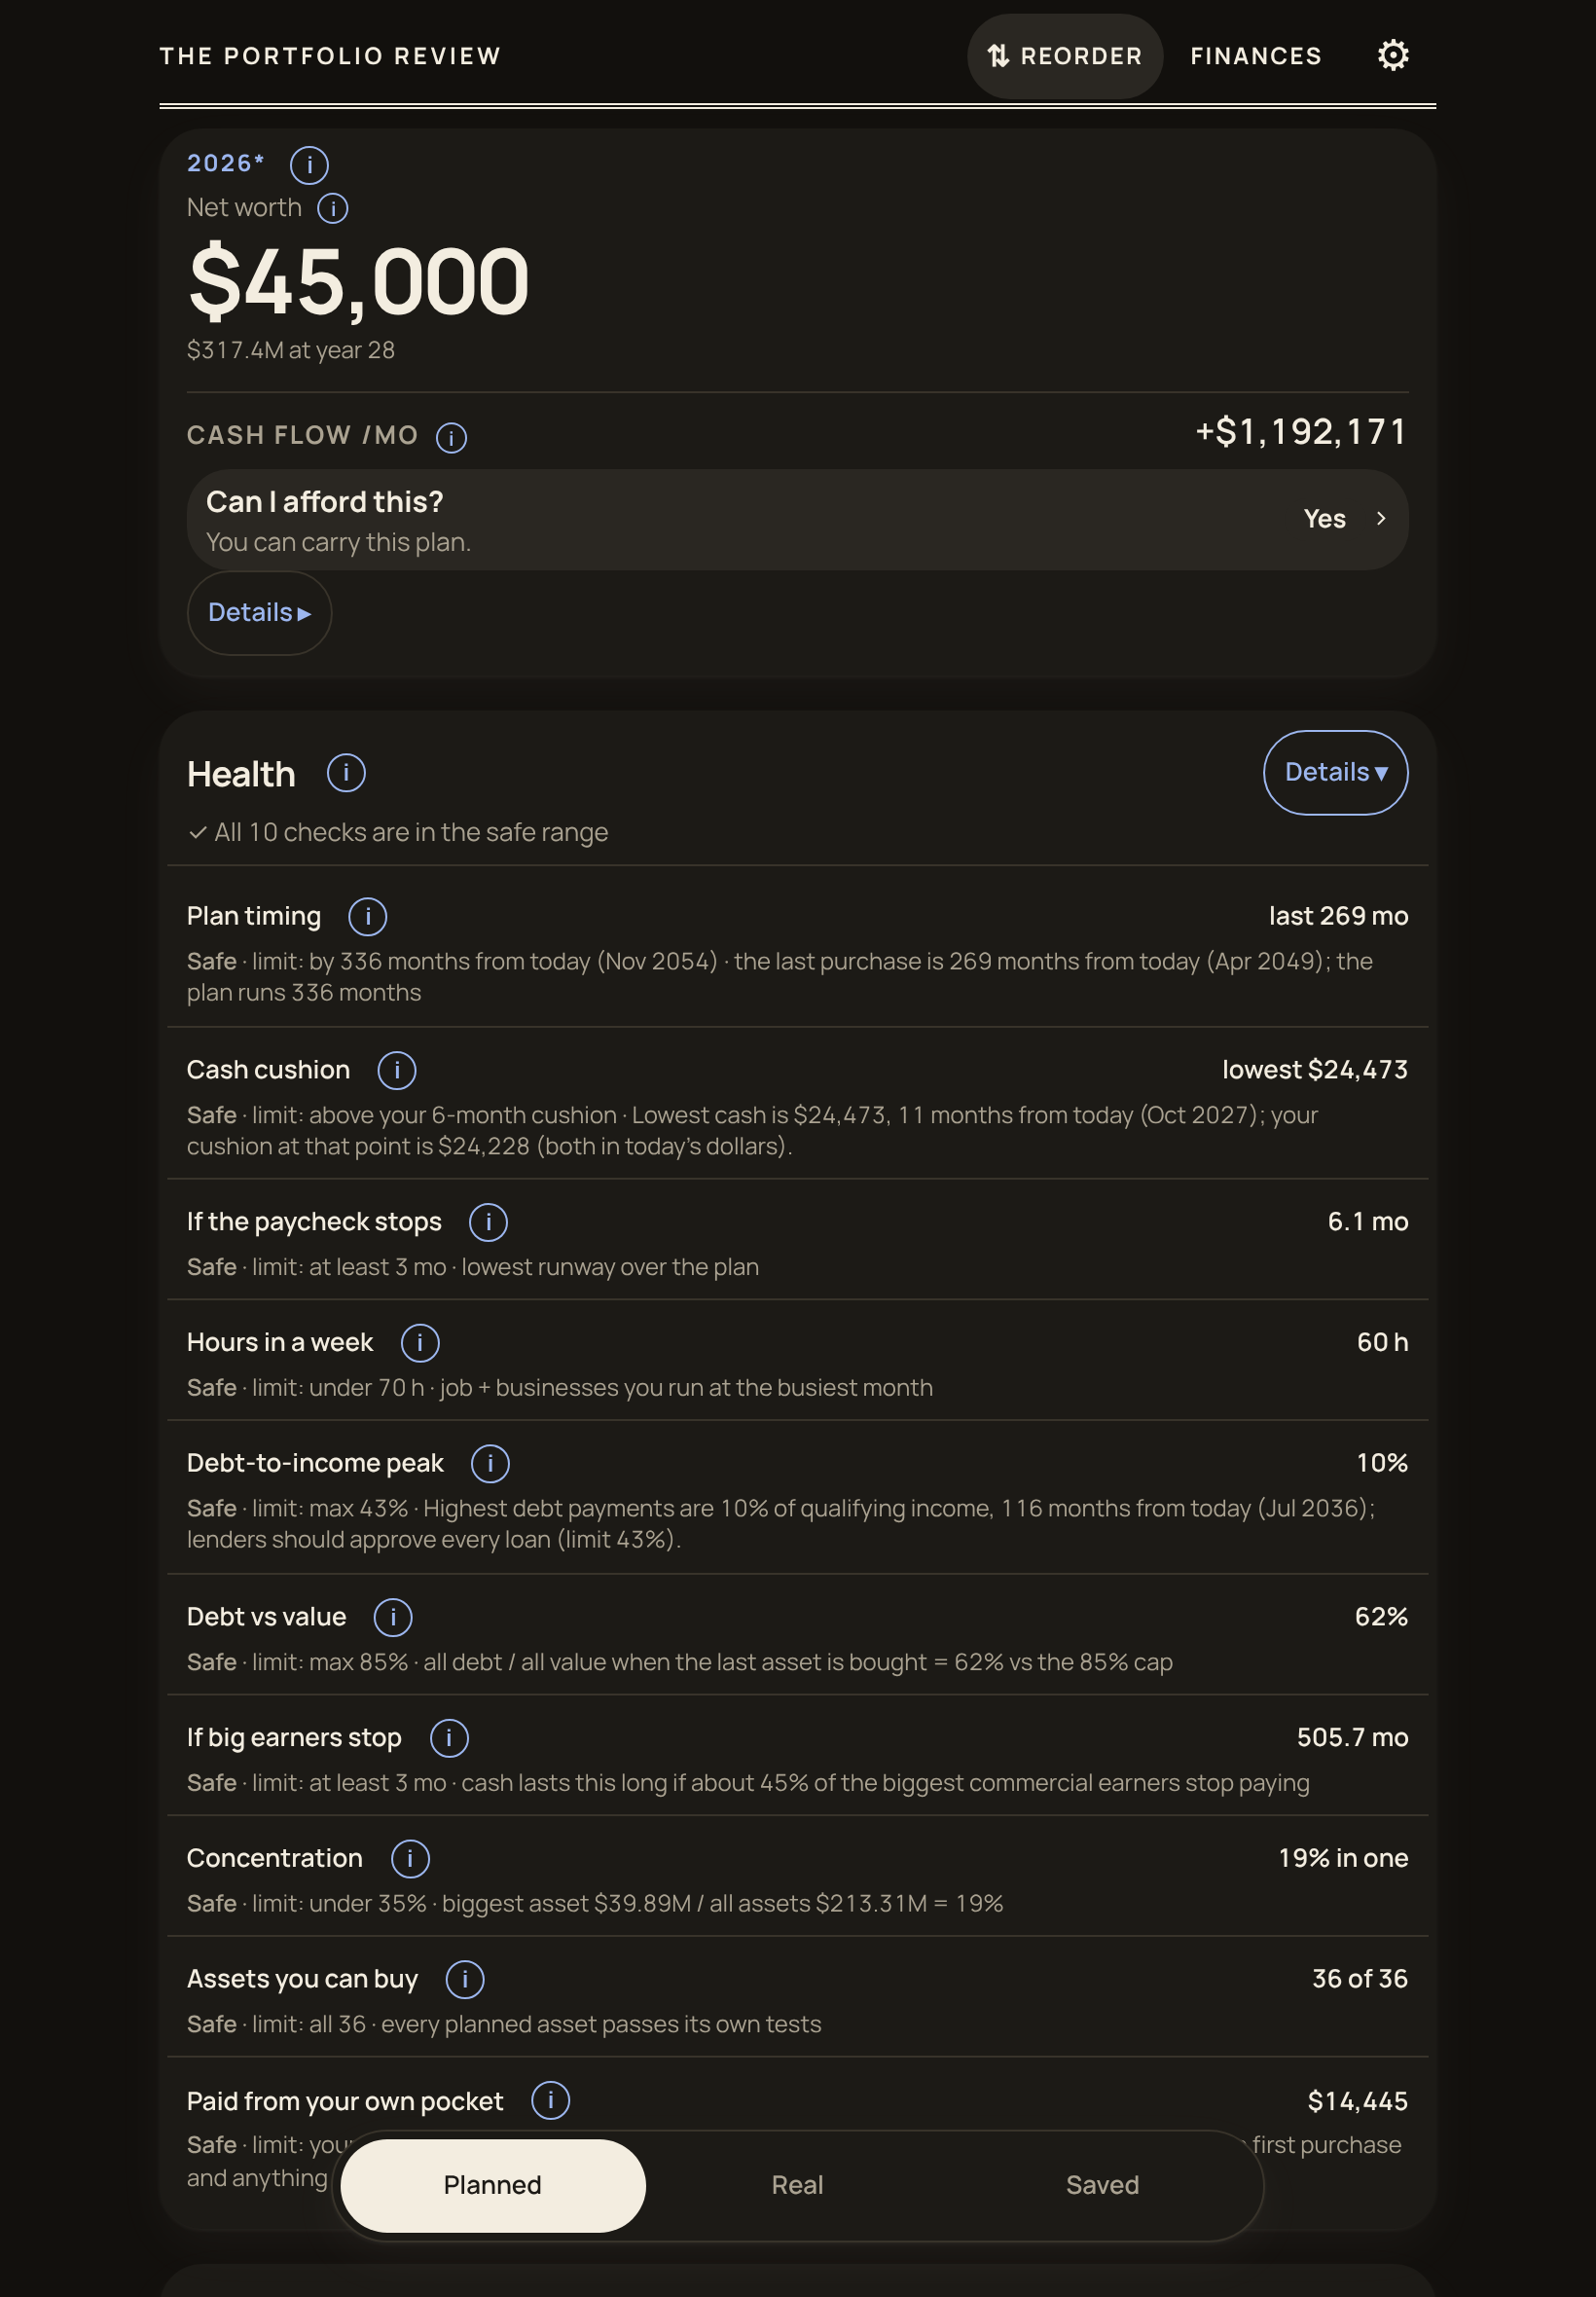 THE PORTFOLIO REVIEW
⇅ REORDER
FINANCES
2026*
Net worth
$45,000
$317.4M at year 28
CASH FLOW /MO
+$1,192,171
Can I afford this?
You can carry this plan.
Yes
Details ▸
Health
Details ▾
✓ All 10 checks are in the safe range
Plan timing
last 269 mo
Safe · limit: by 336 months from today (Nov 2054) · the last purchase is 269 months from today (Apr 2049); the
plan runs 336 months
Cash cushion
lowest $24,473
Safe · limit: above your 6-month cushion · Lowest cash is $24,473, 11 months from today (Oct 2027); your
cushion at that point is $24,228 (both in today's dollars).
If the paycheck stops
6.1 mo
Safe · limit: at least 3 mo · lowest runway over the plan
Hours in a week
60 h
Safe · limit: under 70 h · job + businesses you run at the busiest month
Debt-to-income peak
10%
Safe · limit: max 43% · Highest debt payments are 10% of qualifying income, 116 months from today (Jul 2036);
lenders should approve every loan (limit 43%).
Debt vs value
62%
Safe · limit: max 85% · all debt / all value when the last asset is bought = 62% vs the 85% cap
If big earners stop
505.7 mo
Safe · limit: at least 3 mo · cash lasts this long if about 45% of the biggest commercial earners stop paying
Concentration
19% in one
Safe · limit: under 35% · biggest asset $39.89M / all assets $213.31M = 19%
Assets you can buy
36 of 36
Safe · limit: all 36 · every planned asset passes its own tests
Paid from your own pocket
$14,445
Safe · limit: first purchase
and anything
Planned
Real
Saved